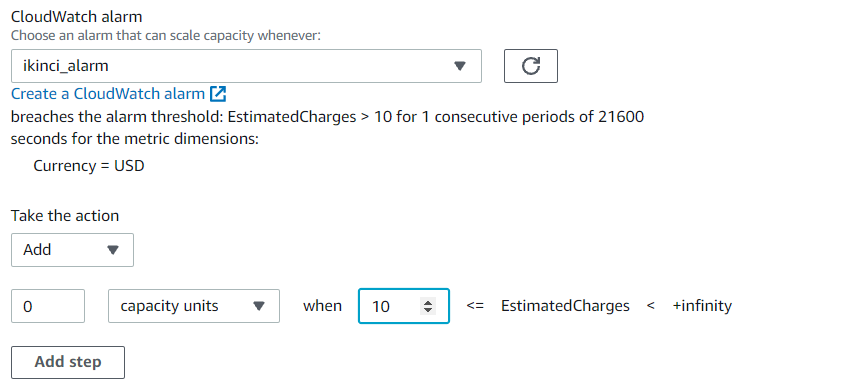 CloudWatch alarm
Choose an alarm that can scale capacity whenever:
ikinci_alarm
Create a CloudWatch alarm
breaches the alarm threshold: EstimatedCharges > 10 for 1 consecutive periods of 21600
seconds for the metric dimensions:
Currency = USD
Take the action
Add
0 capacity units when 10 <= EstimatedCharges < +infinity
Add step